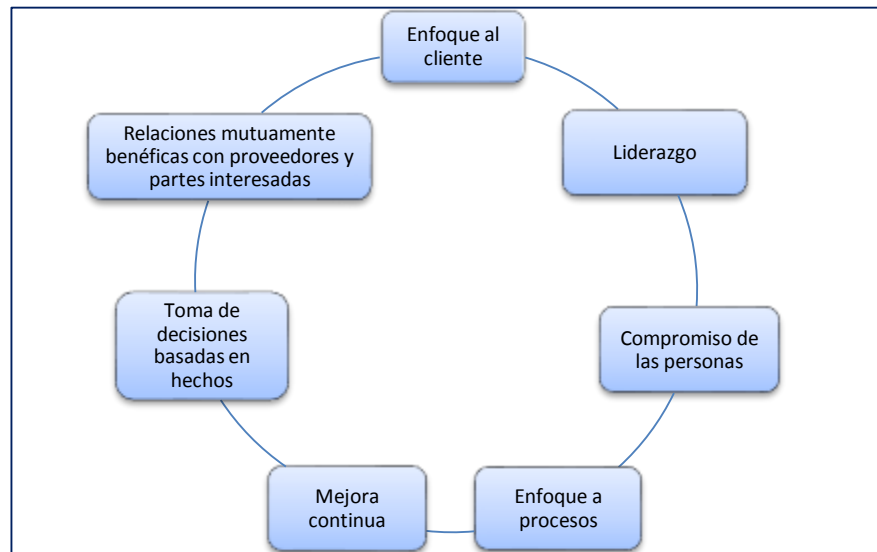 Enfoque al
cliente
Liderazgo
Compromiso de
las personas
Enfoque a
procesos
Mejora
continua
Toma de
decisiones
basadas en
hechos
Relaciones mutuamente
benéficas con proveedores y
partes interesadas